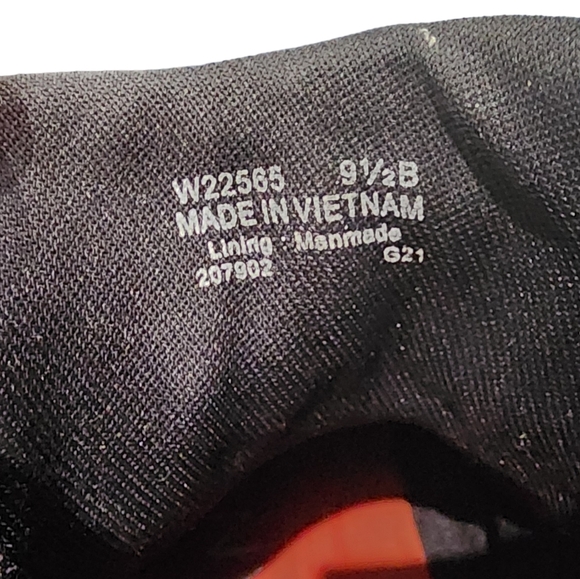 W22565 9½B
MADE IN VIETNAM
Lining · Manmade
207902 G21